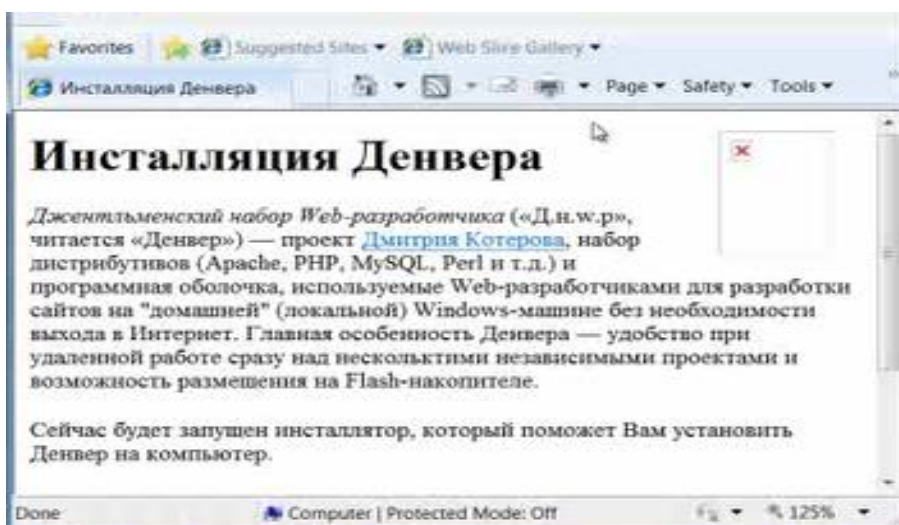 Favorites Suggested Sites Web Slice Gallery
Инсталляция Денвера Page Safety Tools
Инсталляция Денвера
Джентльменский набор Web-разработчика («Д.н.w.р»,
читается «Денвер») — проект Дмитрия Котерова, набор
дистрибутивов (Apache, PHP, MySQL, Perl и т.д.) и
программная оболочка, используемые Web-разработчиками для разработки
сайтов на "домашней" (локальной) Windows-машине без необходимости
выхода в Интернет. Главная особенность Денвера — удобство при
удаленной работе сразу над нескольктими независимыми проектами и
возможность размещения на Flash-накопителе.
Сейчас будет запущен инсталлятор, который поможет Вам установить
Денвер на компьютер.
Done Computer | Protected Mode: Off 125%